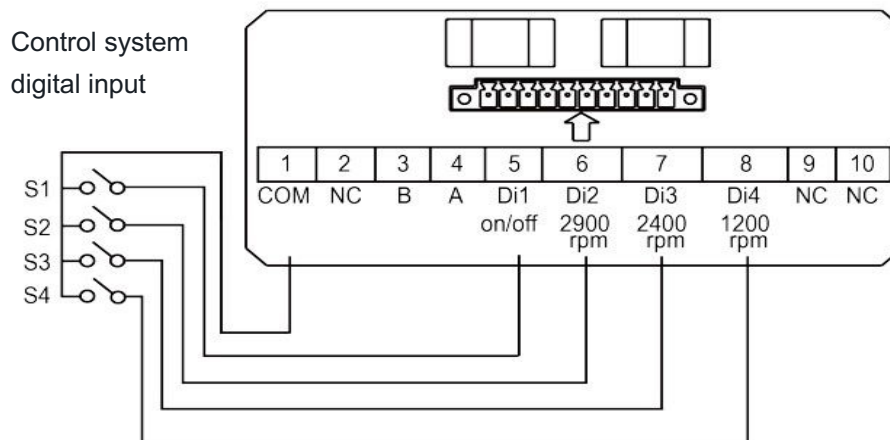 Control system
digital input
1 2 3 4 5 6 7 8 9 10
COM NC B A Di1 Di2 Di3 Di4 NC NC
on/off 2900 2400 1200
rpm rpm rpm
S1
S2
S3
S4